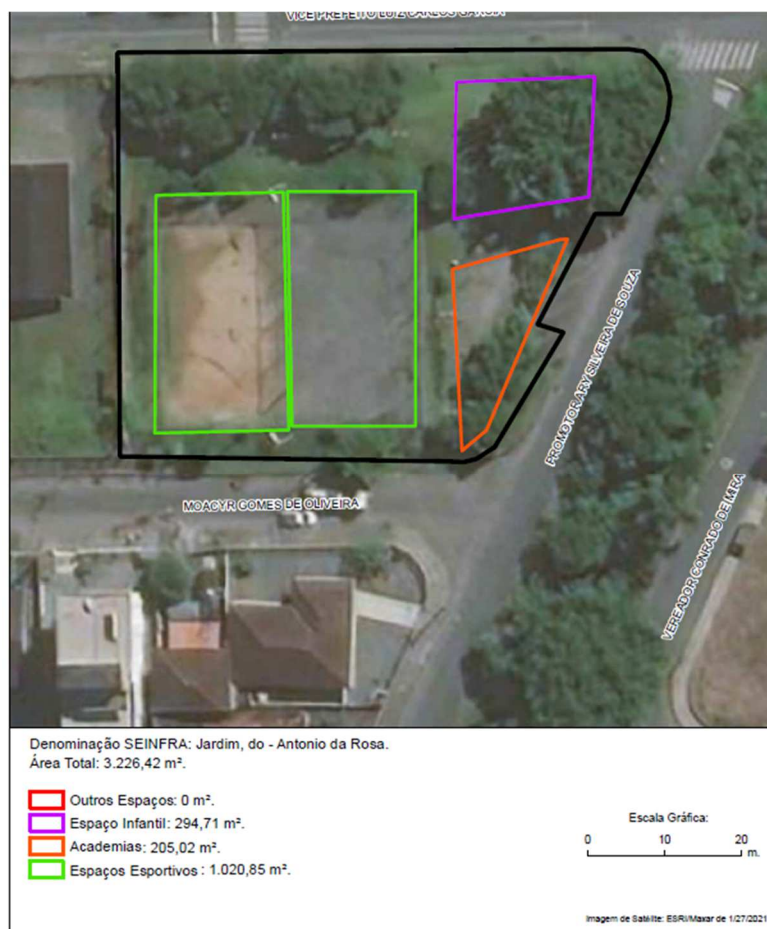 VICE PREFEITO LUIZ CARLOS GARCIA
PROMOTOR ARY SILVEIRA DE SOUZA
MOACYR GOMES DE OLIVEIRA
VEREADOR CONRADO DE MIRA
Denominação SEINFRA: Jardim, do - Antonio da Rosa.
Área Total: 3.226,42 m².
Outros Espaços: 0 m².
Espaço Infantil: 294,71 m².
Academias: 205,02 m².
Espaços Esportivos : 1.020,85 m².
Escala Gráfica:
0 10 20
m.
Imagem de Satélite: ESRI/Maxar de 1/27/2021